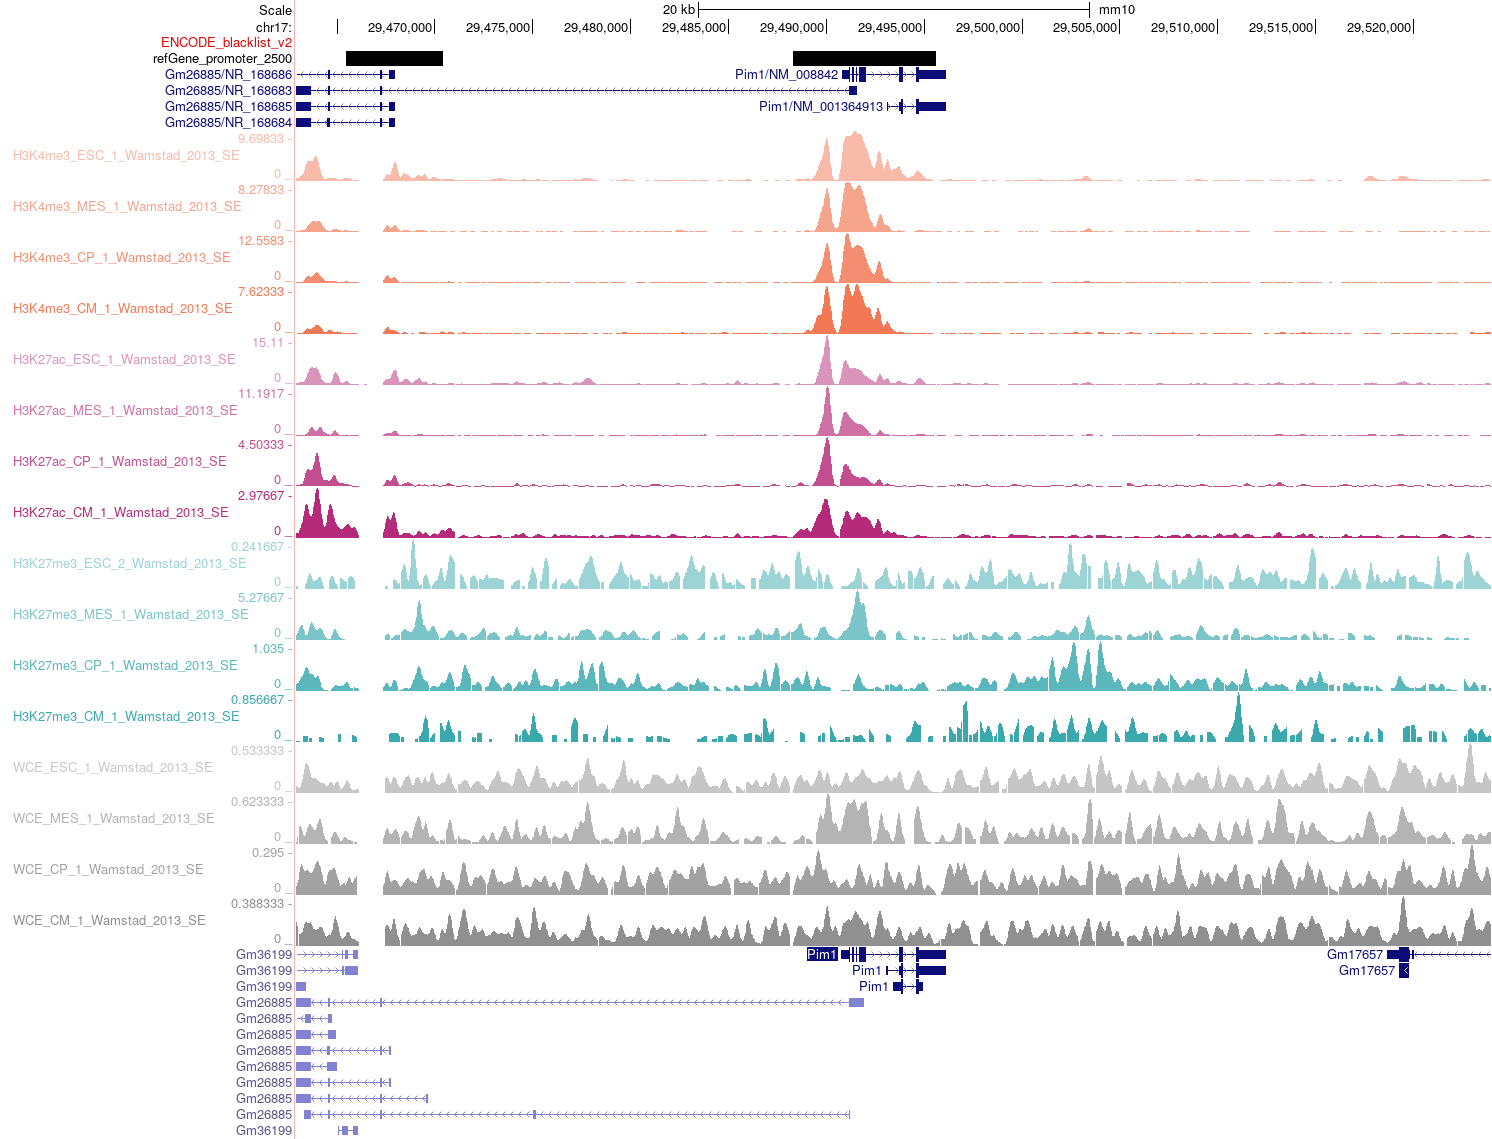 Scale 20 kb mm10
chr17: 29,470,000 29,475,000 29,480,000 29,485,000 29,490,000 29,495,000 29,500,000 29,505,000 29,510,000 29,515,000 29,520,000
ENCODE_blacklist_v2
refGene_promoter_2500
Gm26885/NR_168686 Pim1/NM_008842
Gm26885/NR_168683
Gm26885/NR_168685 Pim1/NM_001364913
Gm26885/NR_168684
9.69833 -
H3K4me3_ESC_1_Wamstad_2013_SE
0 _
8.27833 -
H3K4me3_MES_1_Wamstad_2013_SE
0 _
12.5583 -
H3K4me3_CP_1_Wamstad_2013_SE
0 _
7.62333 -
H3K4me3_CM_1_Wamstad_2013_SE
0 _
15.11 -
H3K27ac_ESC_1_Wamstad_2013_SE
0 _
11.1917 -
H3K27ac_MES_1_Wamstad_2013_SE
0 _
4.50333 -
H3K27ac_CP_1_Wamstad_2013_SE
0 _
2.97667 -
H3K27ac_CM_1_Wamstad_2013_SE
0 _
0.241667 -
H3K27me3_ESC_2_Wamstad_2013_SE
0 _
5.27667 -
H3K27me3_MES_1_Wamstad_2013_SE
0 _
1.035 -
H3K27me3_CP_1_Wamstad_2013_SE
0 _
0.856667 -
H3K27me3_CM_1_Wamstad_2013_SE
0 _
0.533333 -
WCE_ESC_1_Wamstad_2013_SE
0 _
0.623333 -
WCE_MES_1_Wamstad_2013_SE
0 _
0.295 -
WCE_CP_1_Wamstad_2013_SE
0 _
0.388333 -
WCE_CM_1_Wamstad_2013_SE
0 _
Gm36199 Pim1 Gm17657
Gm36199 Pim1 Gm17657
Gm36199 Pim1
Gm26885
Gm26885
Gm26885
Gm26885
Gm26885
Gm26885
Gm26885
Gm26885
Gm36199